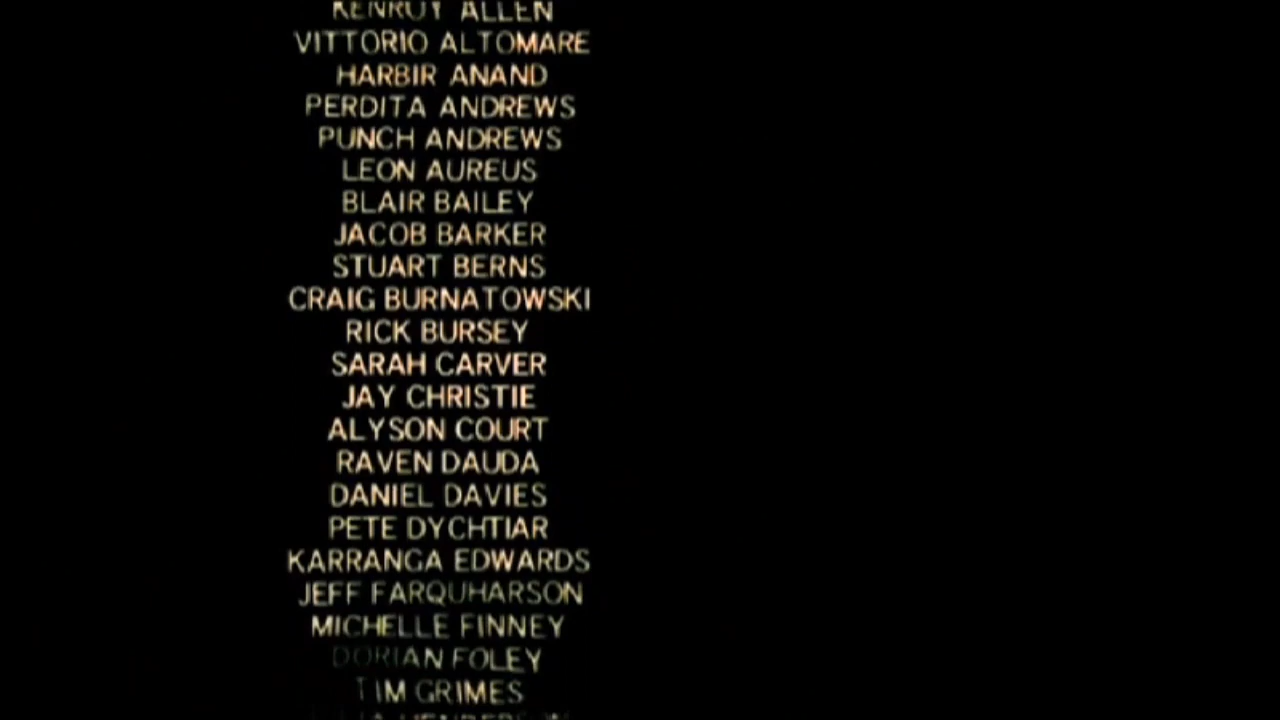 KENROY ALLEN
VITTORIO ALTOMARE
HARBIR ANAND
PERDITA ANDREWS
PUNCH ANDREWS
LEON AUREUS
BLAIR BAILEY
JACOB BARKER
STUART BERNS
CRAIG BURNATOWSKI
RICK BURSEY
SARAH CARVER
JAY CHRISTIE
ALYSON COURT
RAVEN DAUDA
DANIEL DAVIES
PETE DYCHTIAR
KARRANGA EDWARDS
JEFF FARQUHARSON
MICHELLE FINNEY
DORIAN FOLEY
TIM GRIMES